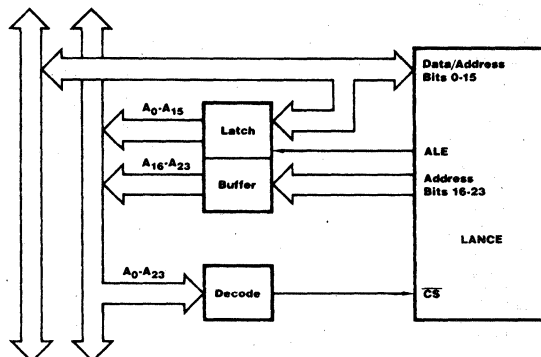 Data/Address
Bits 0-15
A0-A15
Latch
ALE
A16-A23
Buffer
Address
Bits 16-23
LANCE
A0-A23
Decode
C̅S̅